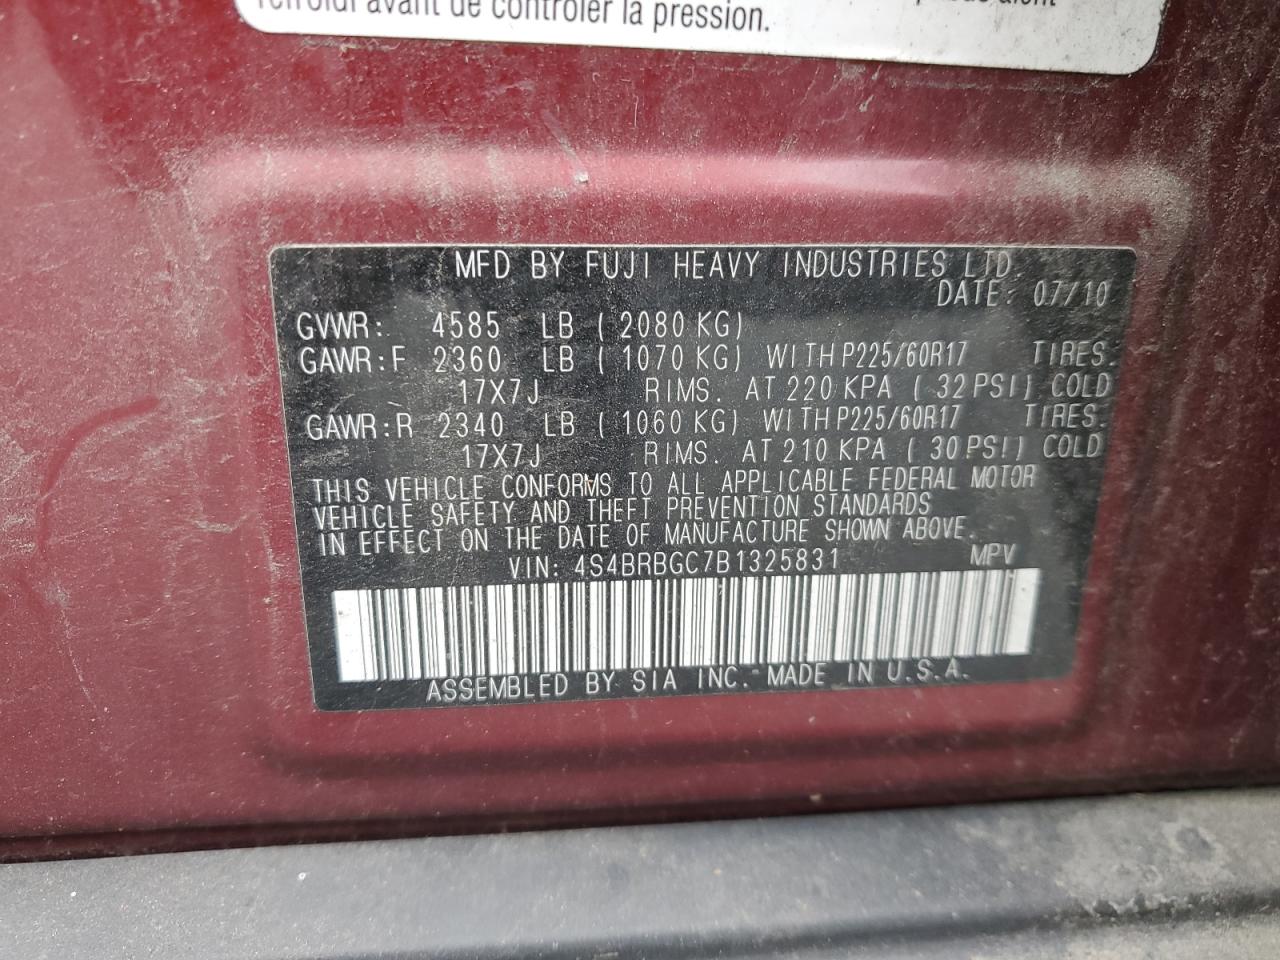 refroidi avant de contrôler la pression.
MFD BY FUJI HEAVY INDUSTRIES LTD.
DATE: 07/10
GVWR: 4585 LB (2080 KG)
GAWR:F 2360 LB (1070 KG) WITH P225/60R17 TIRES.
17X7J RIMS. AT 220 KPA (32 PSI) COLD
GAWR:R 2340 LB (1060 KG) WITH P225/60R17 TIRES.
17X7J RIMS. AT 210 KPA (30 PSI) COLD
THIS VEHICLE CONFORMS TO ALL APPLICABLE FEDERAL MOTOR
VEHICLE SAFETY AND THEFT PREVENTION STANDARDS
IN EFFECT ON THE DATE OF MANUFACTURE SHOWN ABOVE.
VIN: 4S4BRBGC7B1325831 MPV
ASSEMBLED BY SIA INC. MADE IN U.S.A.